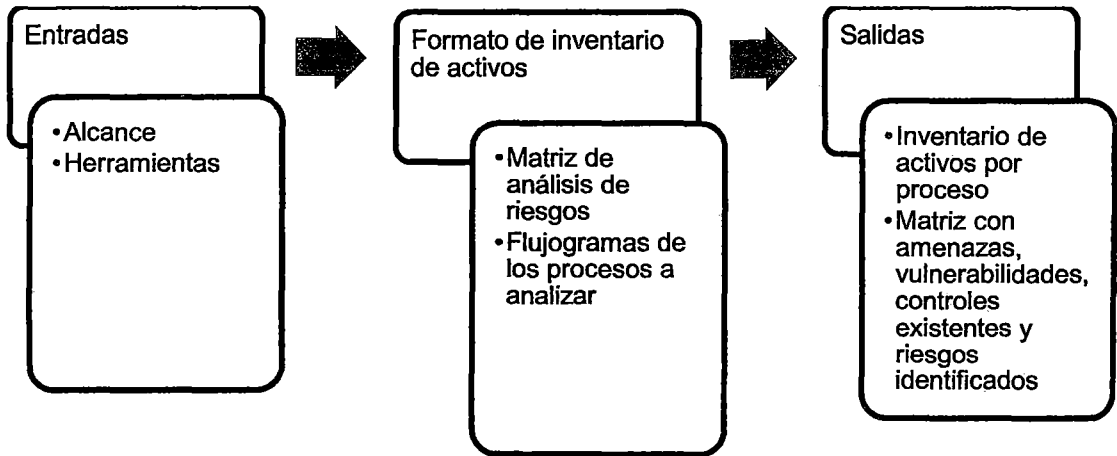 Entradas
•Alcance
•Herramientas
Formato de inventario
de activos
•Matriz de
análisis de
riesgos
•Flujogramas de
los procesos a
analizar
Salidas
•Inventario de
activos por
proceso
•Matriz con
amenazas,
vulnerabilidades,
controles
existentes y
riesgos
identificados